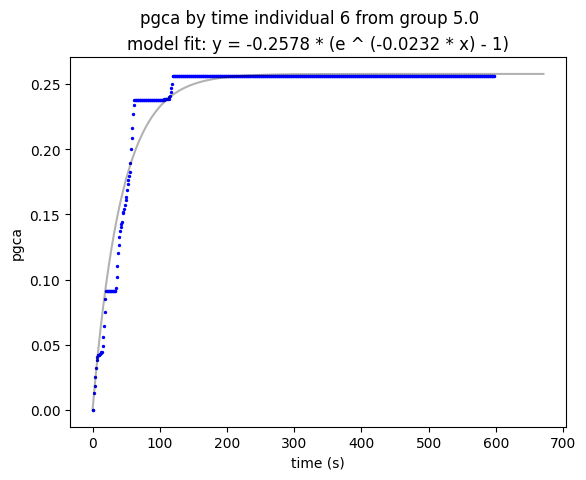 pgca by time individual 6 from group 5.0
model fit: y = -0.2578 * (e ^ (-0.0232 * x) - 1)
0.25
0.20
0.15
0.10
0.05
0.00
pgca
0 100 200 300 400 500 600 700
time (s)